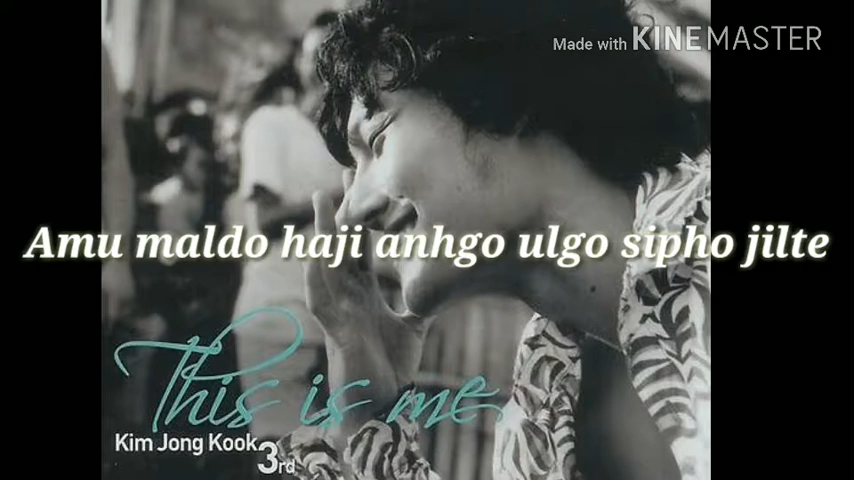 Made with KINEMASTER
Amu maldo haji anhgo ulgo sipho jilte
This is me
Kim Jong Kook 3rd